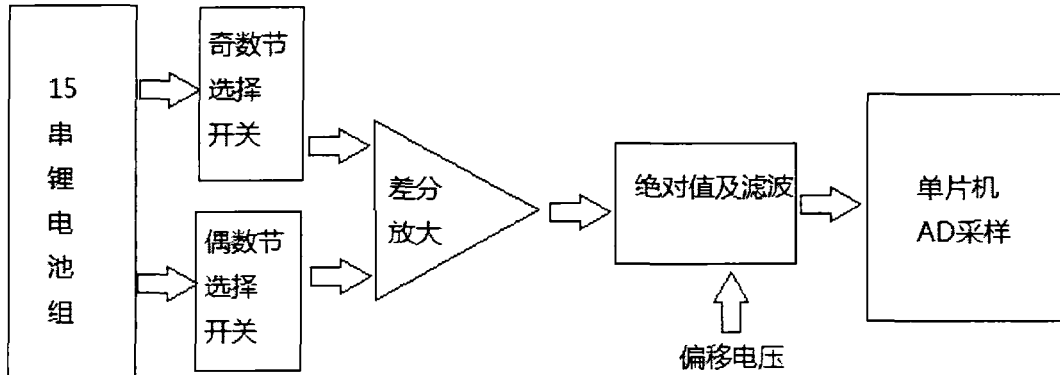 15
串
锂
电
池
组
奇数节
选择
开关
偶数节
选择
开关
差分
放大
绝对值及滤波
偏移电压
单片机
AD采样